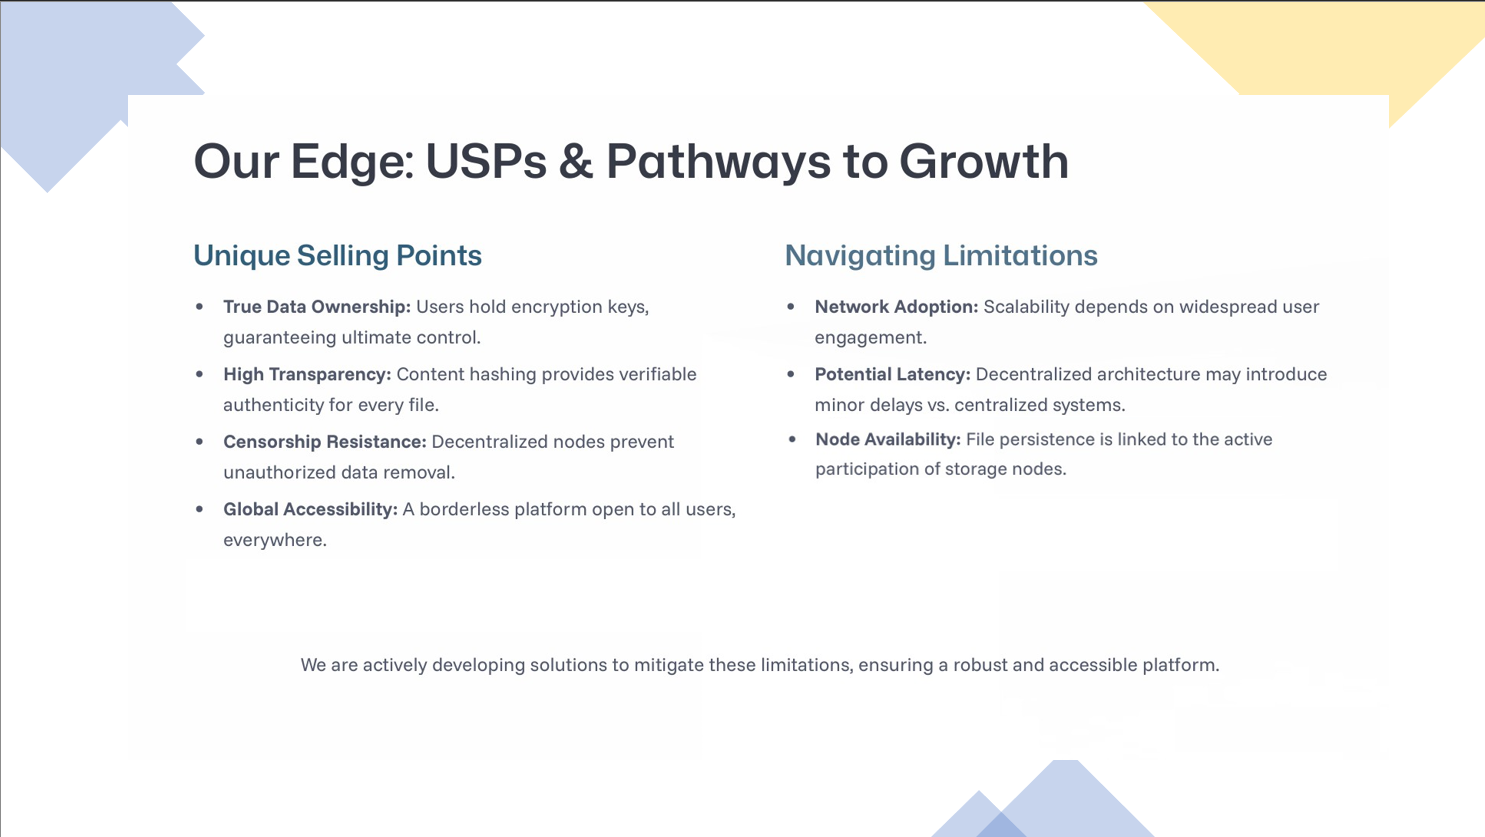 Our Edge: USPs & Pathways to Growth
Unique Selling Points
• True Data Ownership: Users hold encryption keys,
guaranteeing ultimate control.
• High Transparency: Content hashing provides verifiable
authenticity for every file.
• Censorship Resistance: Decentralized nodes prevent
unauthorized data removal.
• Global Accessibility: A borderless platform open to all users,
everywhere.
Navigating Limitations
• Network Adoption: Scalability depends on widespread user
engagement.
• Potential Latency: Decentralized architecture may introduce
minor delays vs. centralized systems.
• Node Availability: File persistence is linked to the active
participation of storage nodes.
We are actively developing solutions to mitigate these limitations, ensuring a robust and accessible platform.